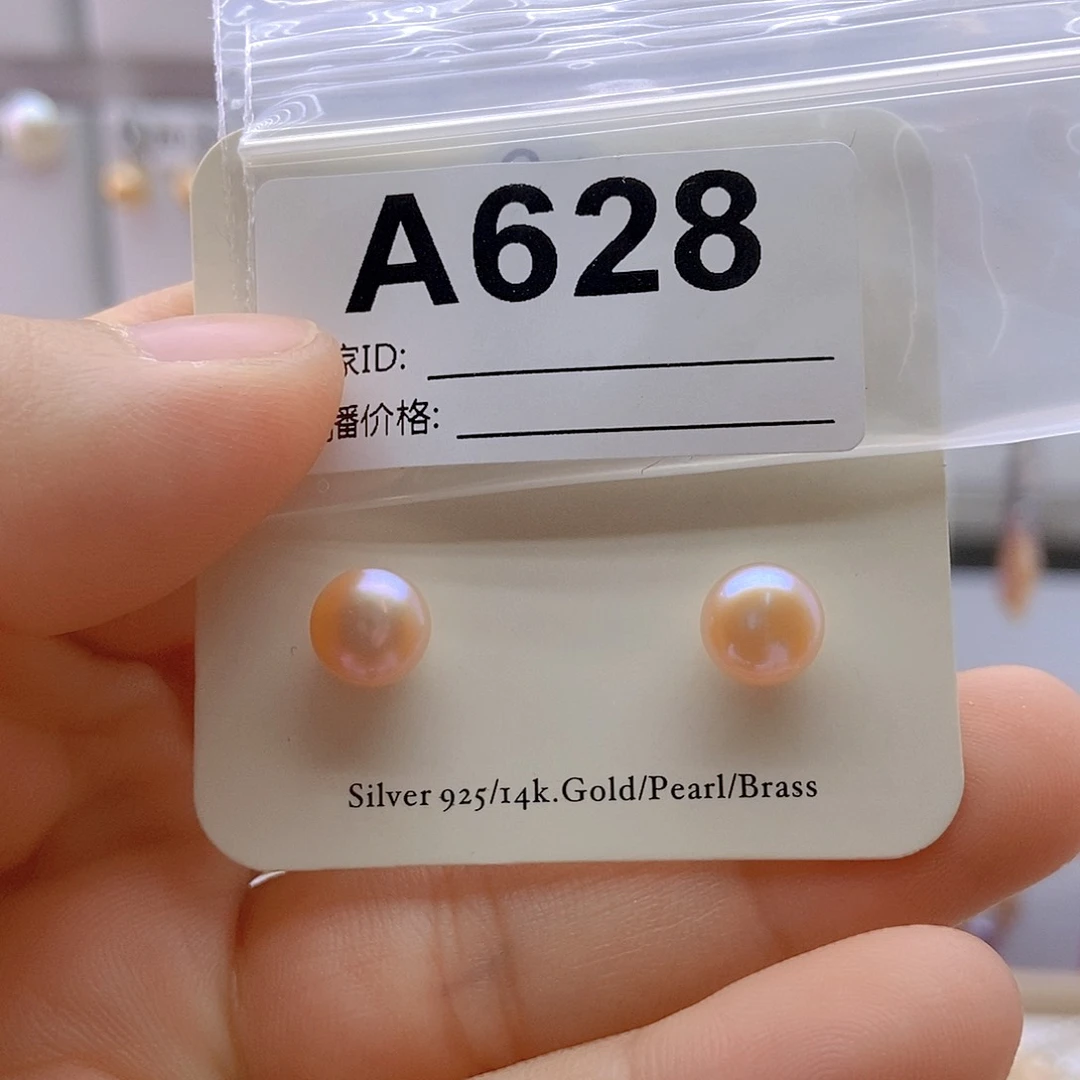 A628
家ID:
播价格:
Silver 925/14k.Gold/Pearl/Brass